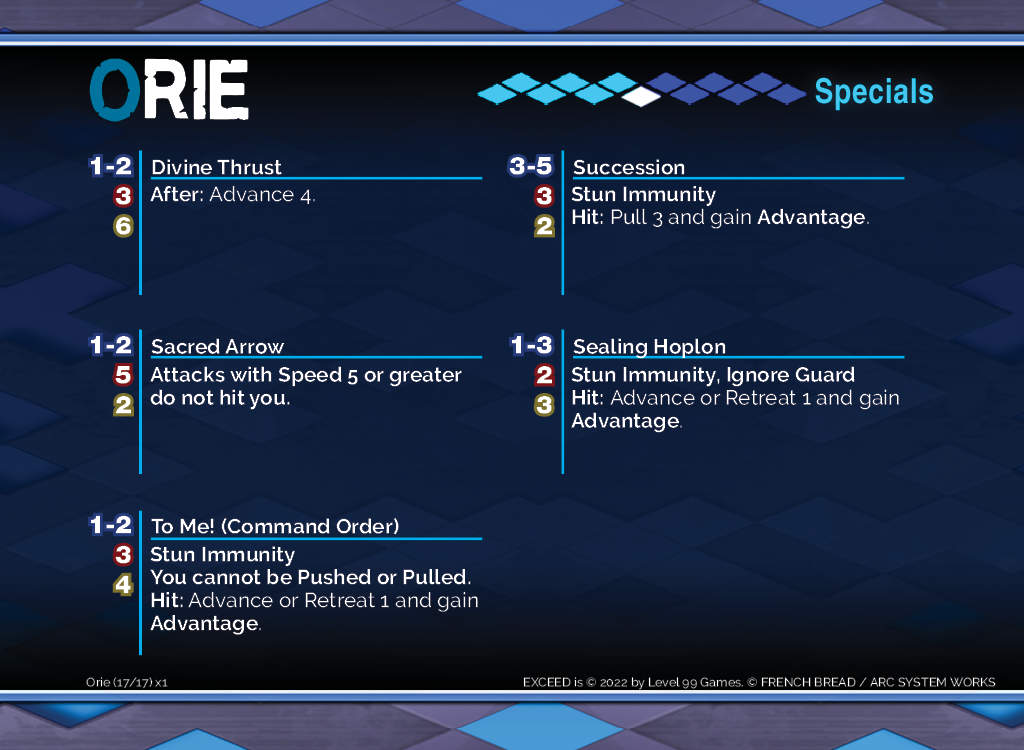 ORIE
Specials
1-2 Divine Thrust
3 After: Advance 4.
6
3-5 Succession
3 Stun Immunity
2 Hit: Pull 3 and gain Advantage.
1-2 Sacred Arrow
5 Attacks with Speed 5 or greater
2 do not hit you.
1-3 Sealing Hoplon
2 Stun Immunity, Ignore Guard
3 Hit: Advance or Retreat 1 and gain
Advantage.
1-2 To Me! (Command Order)
3 Stun Immunity
4 You cannot be Pushed or Pulled.
Hit: Advance or Retreat 1 and gain
Advantage.
Orie (17/17) x1
EXCEED is © 2022 by Level 99 Games. © FRENCH BREAD / ARC SYSTEM WORKS